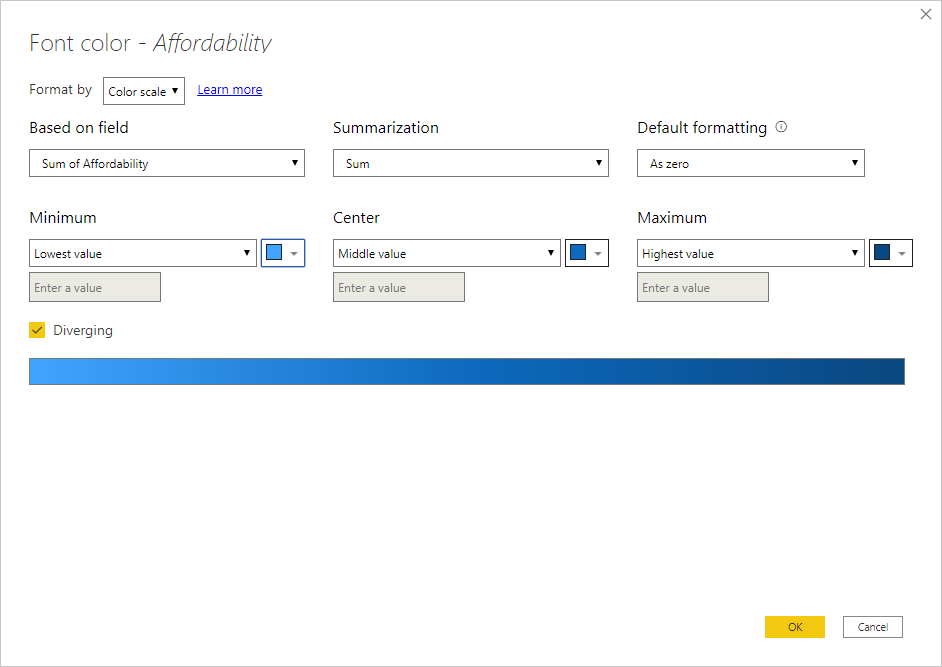 Font color - Affordability
Format by Color scale Learn more
Based on field Summarization Default formatting
Sum of Affordability Sum As zero
Minimum Center Maximum
Lowest value Middle value Highest value
Enter a value Enter a value Enter a value
Diverging
OK Cancel